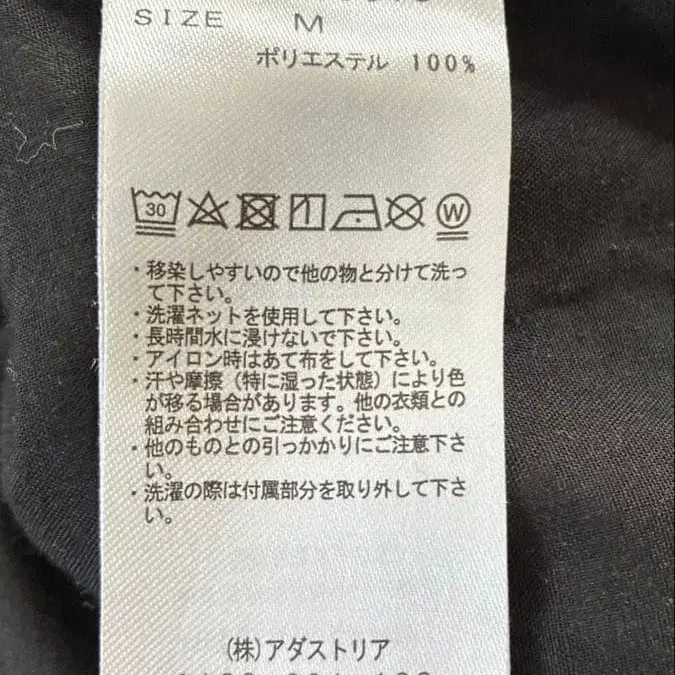 SIZE M
ポリエステル 100%
30 W
・移染しやすいので他の物と分けて洗っ
て下さい。
・洗濯ネットを使用して下さい。
・長時間水に浸けないで下さい。
・アイロン時はあて布をして下さい。
・汗や摩擦（特に湿った状態）により色
が移る場合があります。他の衣類との
組み合わせにご注意ください。
・他のものとの引っかかりにご注意下さ
い。
・洗濯の際は付属部分を取り外して下さ
い。
(株)アダストリア